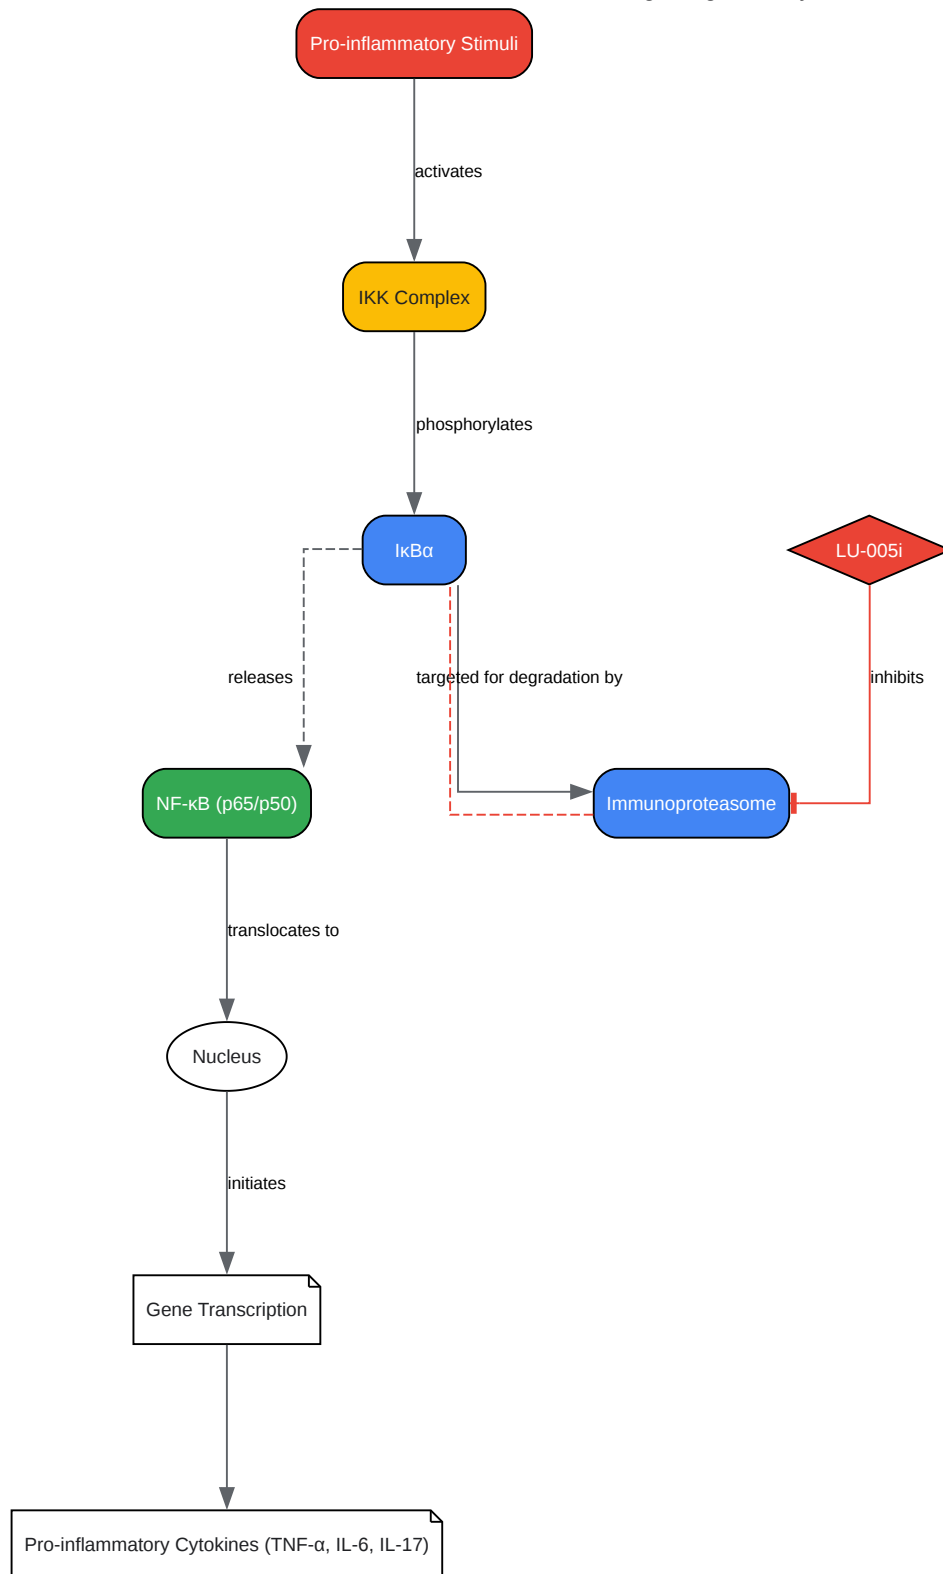 Pro-inflammatory Stimuli
activates
IKK Complex
phosphorylates
IκBα
LU-005i
releases
targeted for degradation by
inhibits
NF-κB (p65/p50)
Immunoproteasome
translocates to
Nucleus
initiates
Gene Transcription
Pro-inflammatory Cytokines (TNF-α, IL-6, IL-17)